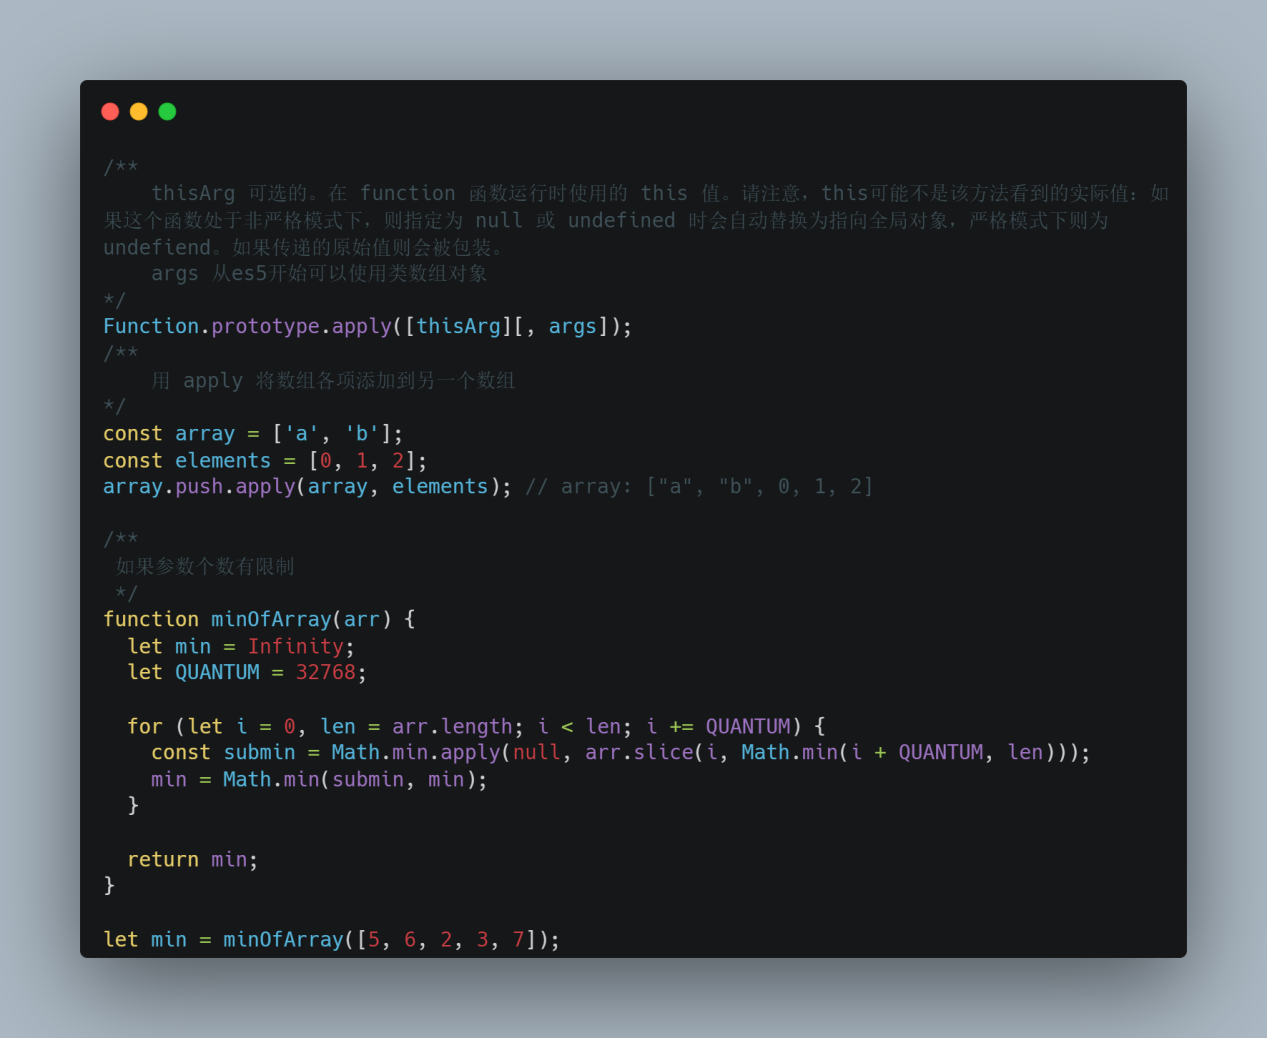 /**
    thisArg 可选的。在 function 函数运行时使用的 this 值。请注意，this可能不是该方法看到的实际值：如
果这个函数处于非严格模式下，则指定为 null 或 undefined 时会自动替换为指向全局对象，严格模式下则为
undefiend。如果传递的原始值则会被包装。
    args 从es5开始可以使用类数组对象
*/
Function.prototype.apply([thisArg][, args]);
/**
    用 apply 将数组各项添加到另一个数组
*/
const array = ['a', 'b'];
const elements = [0, 1, 2];
array.push.apply(array, elements); // array: ["a", "b", 0, 1, 2]

/**
 如果参数个数有限制
 */
function minOfArray(arr) {
  let min = Infinity;
  let QUANTUM = 32768;

  for (let i = 0, len = arr.length; i < len; i += QUANTUM) {
    const submin = Math.min.apply(null, arr.slice(i, Math.min(i + QUANTUM, len)));
    min = Math.min(submin, min);
  }

  return min;
}

let min = minOfArray([5, 6, 2, 3, 7]);